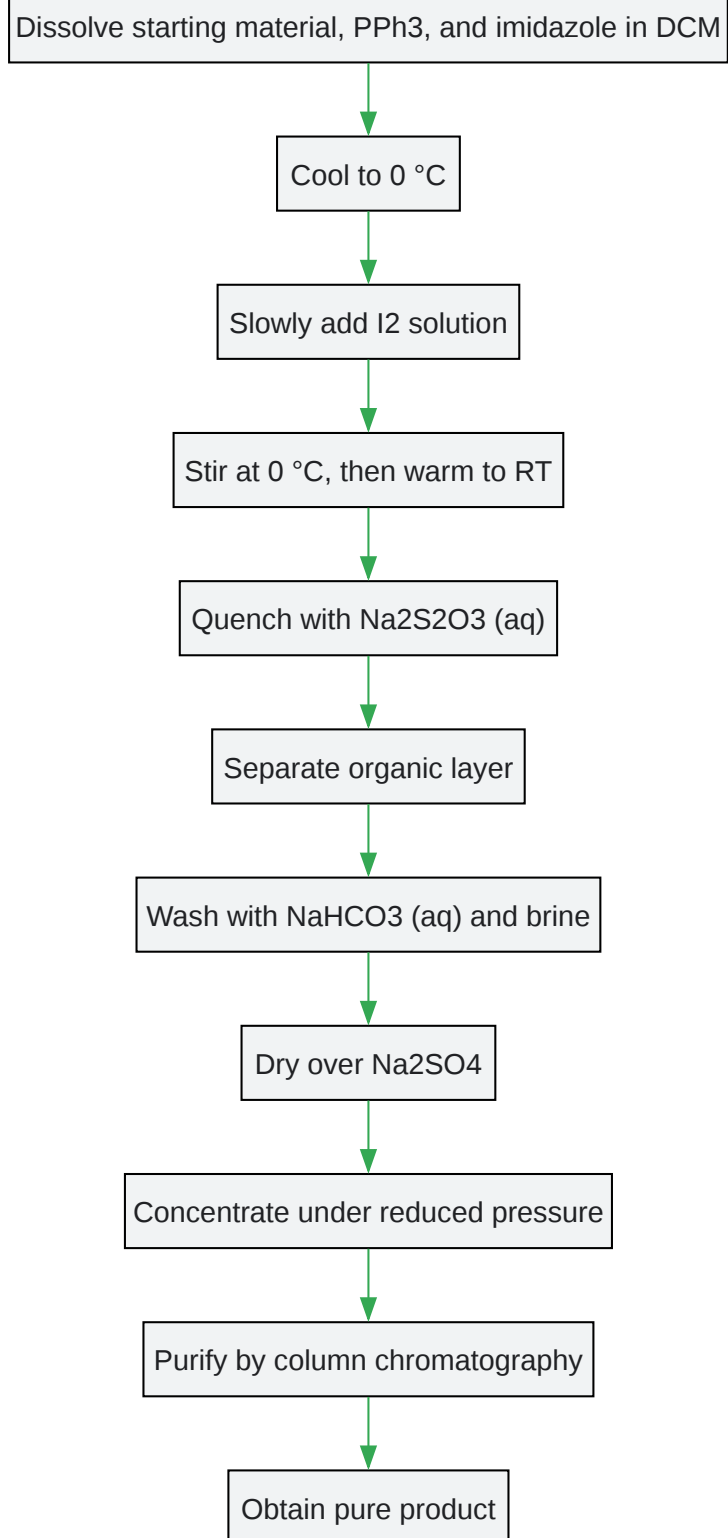 Dissolve starting material, PPh3, and imidazole in DCM
Cool to 0 °C
Slowly add I2 solution
Stir at 0 °C, then warm to RT
Quench with Na2S2O3 (aq)
Separate organic layer
Wash with NaHCO3 (aq) and brine
Dry over Na2SO4
Concentrate under reduced pressure
Purify by column chromatography
Obtain pure product